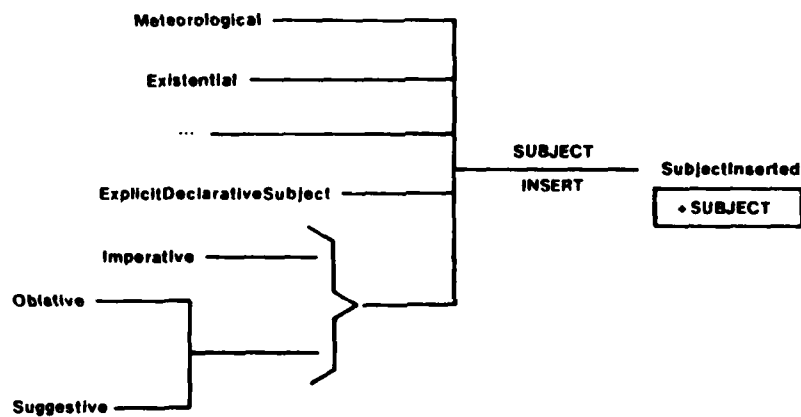 Meteorological
Existential
...
SUBJECT
INSERT
SubjectInserted
ExplicitDeclarativeSubject
+ SUBJECT
Imperative
Oblative
Suggestive